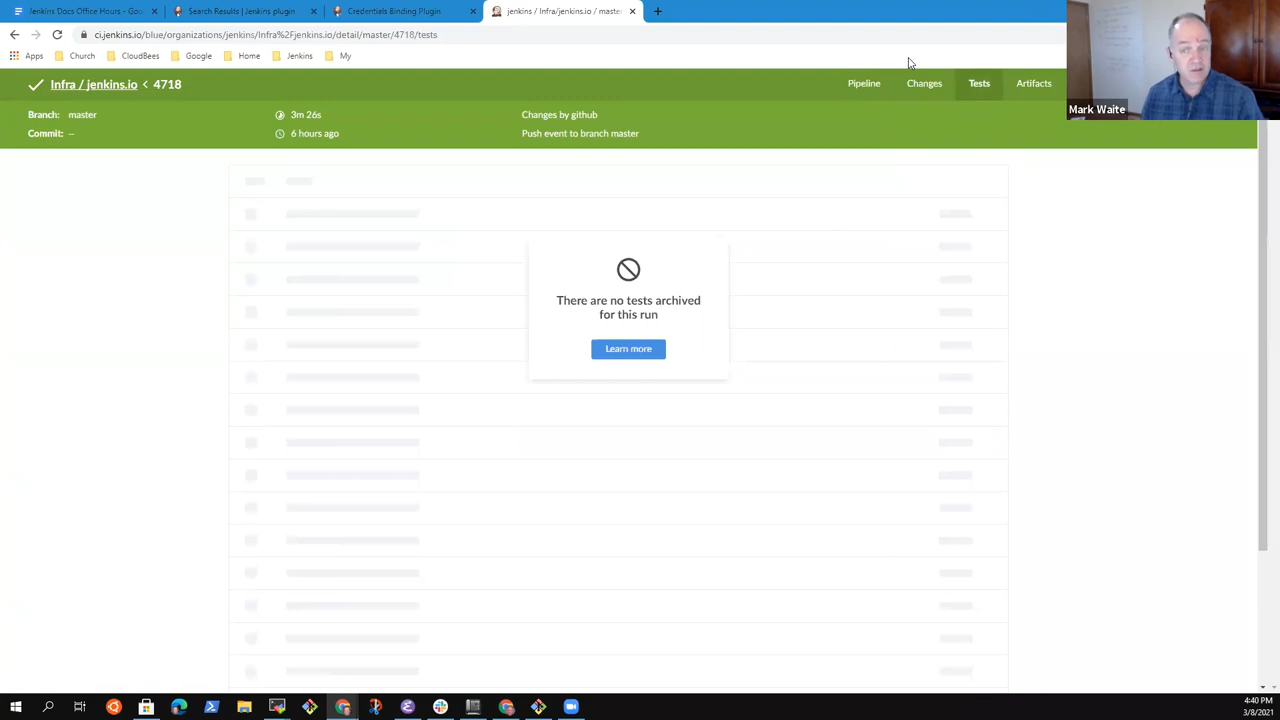 Jenkins Docs Office Hours - Goo
Search Results | Jenkins plugin
Credentials Binding Plugin
jenkins / Infra/jenkins.io / maste
ci.jenkins.io/blue/organizations/jenkins/Infra%2Fjenkins.io/detail/master/4718/tests
Apps
Church
CloudBees
Google
Home
Jenkins
My
Infra / jenkins.io < 4718
Pipeline
Changes
Tests
Artifacts
Mark Waite
Branch: master
3m 26s
Changes by github
Commit: --
6 hours ago
Push event to branch master
There are no tests archived
for this run
Learn more
4:40 PM
3/8/2021